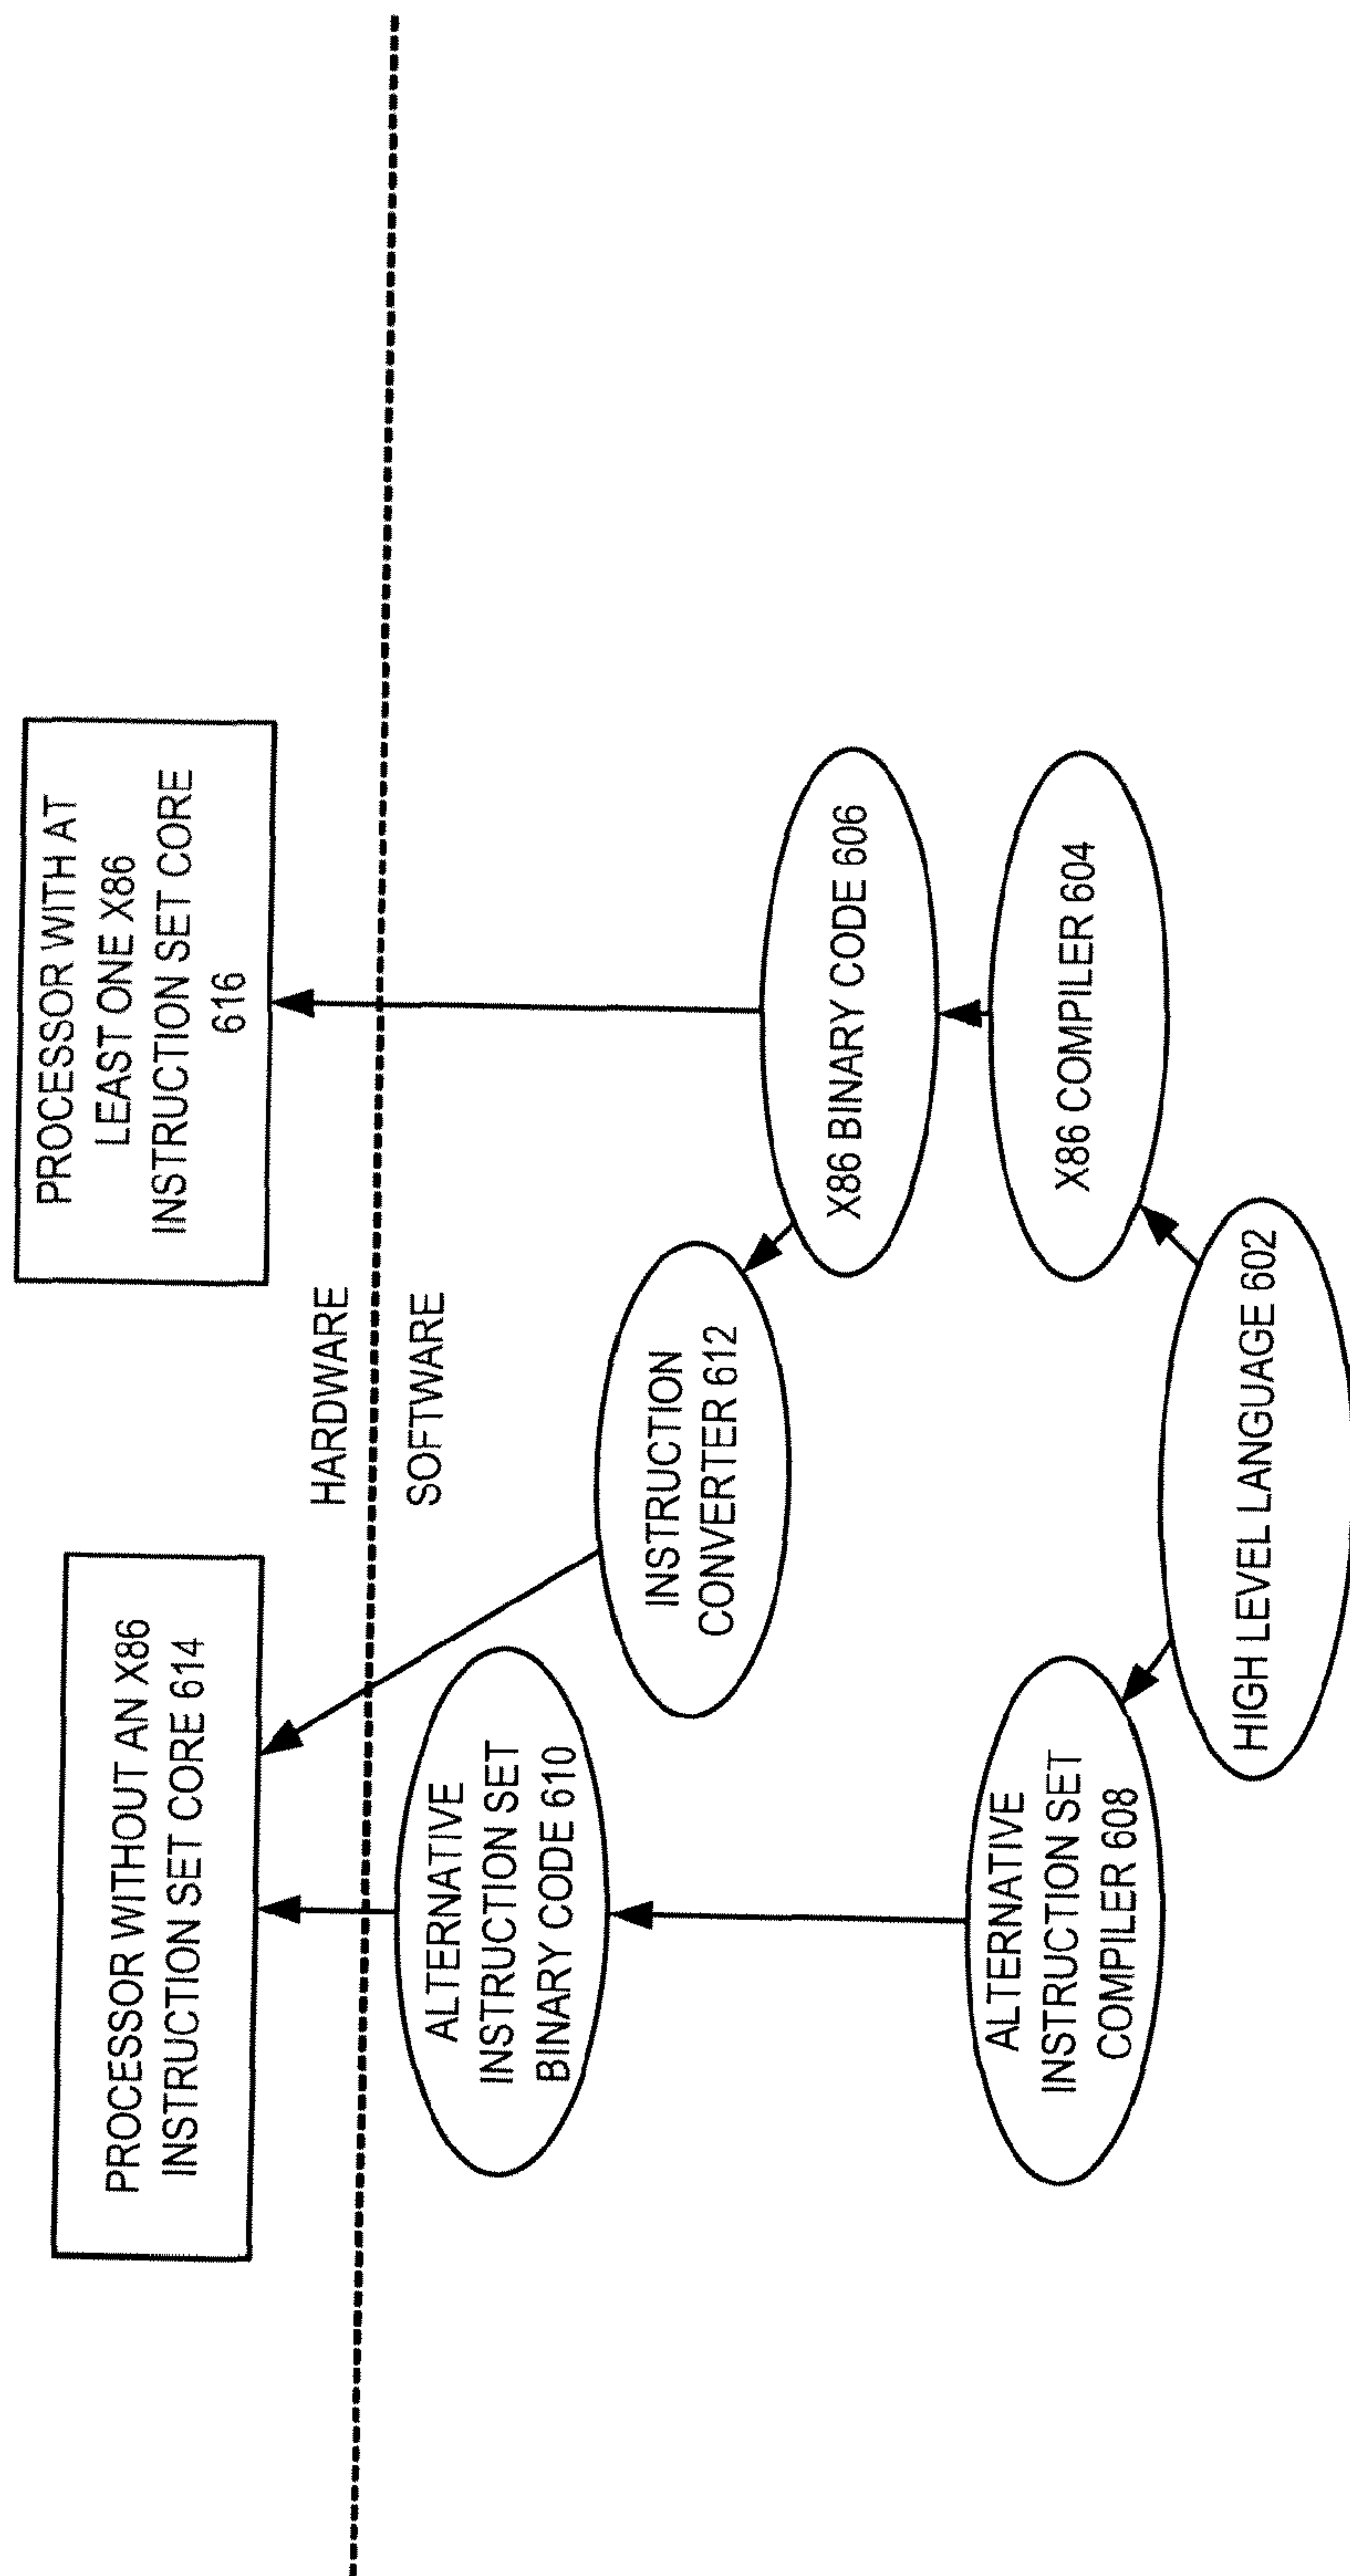 PROCESSOR WITHOUT AN X86
INSTRUCTION SET CORE 614
PROCESSOR WITH AT
LEAST ONE X86
INSTRUCTION SET CORE
616
HARDWARE
SOFTWARE
ALTERNATIVE
INSTRUCTION SET
BINARY CODE 610
INSTRUCTION
CONVERTER 612
X86 BINARY CODE 606
ALTERNATIVE
INSTRUCTION SET
COMPILER 608
X86 COMPILER 604
HIGH LEVEL LANGUAGE 602